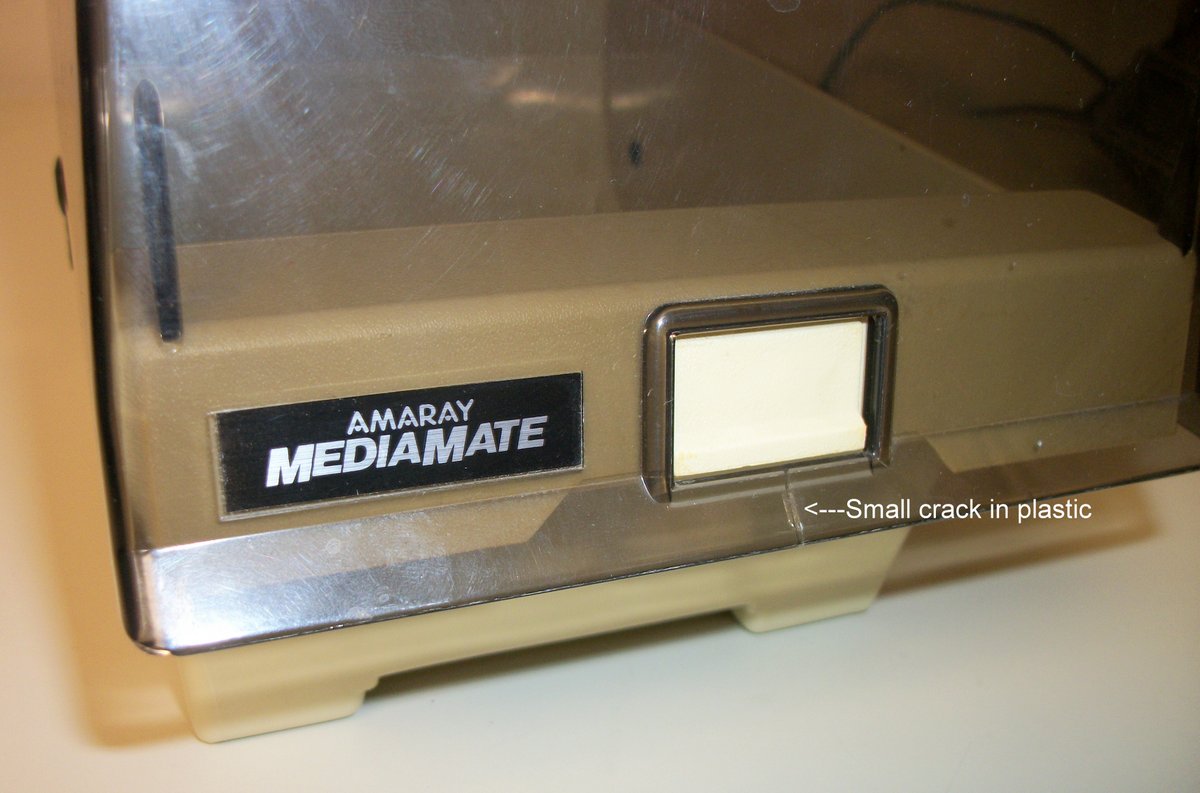 AMARAY
MEDIAMATE
<---Small crack in plastic